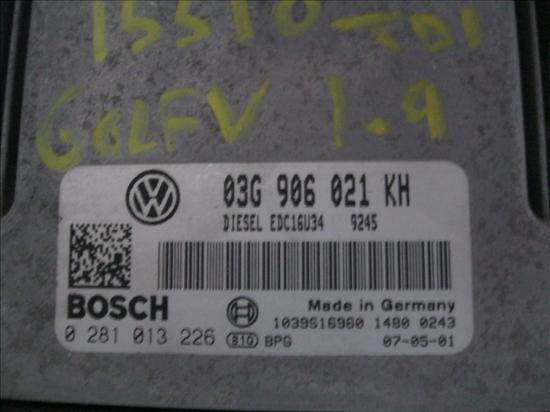 15510 TDI
GOLF V 1.9
03G 906 021 KH
DIESEL EDC16U34 9245
BOSCH
Made in Germany
1039S16960 1480 0243
0 281 013 226 B10 BPG 07-05-01